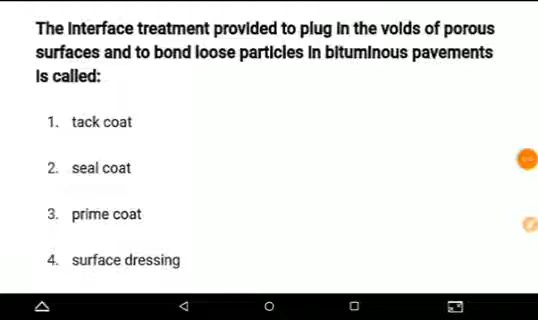 The Interface treatment provided to plug in the voids of porous
surfaces and to bond loose particles in bituminous pavements
is called:
1. tack coat
2. seal coat
3. prime coat
4. surface dressing